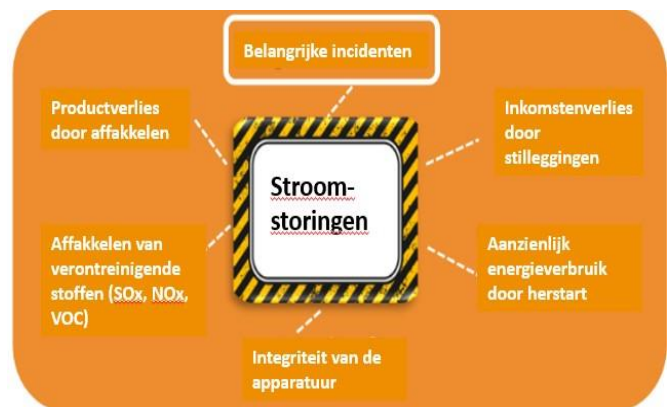 Belangrijke incidenten
Productverlies
door affakkelen
Inkomstenverlies
door
stilleggingen
Stroom-
storingen
Affakkelen van
verontreinigende
stoffen (SOx, NOx,
VOC)
Aanzienlijk
energieverbruik
door herstart
Integriteit van de
apparatuur